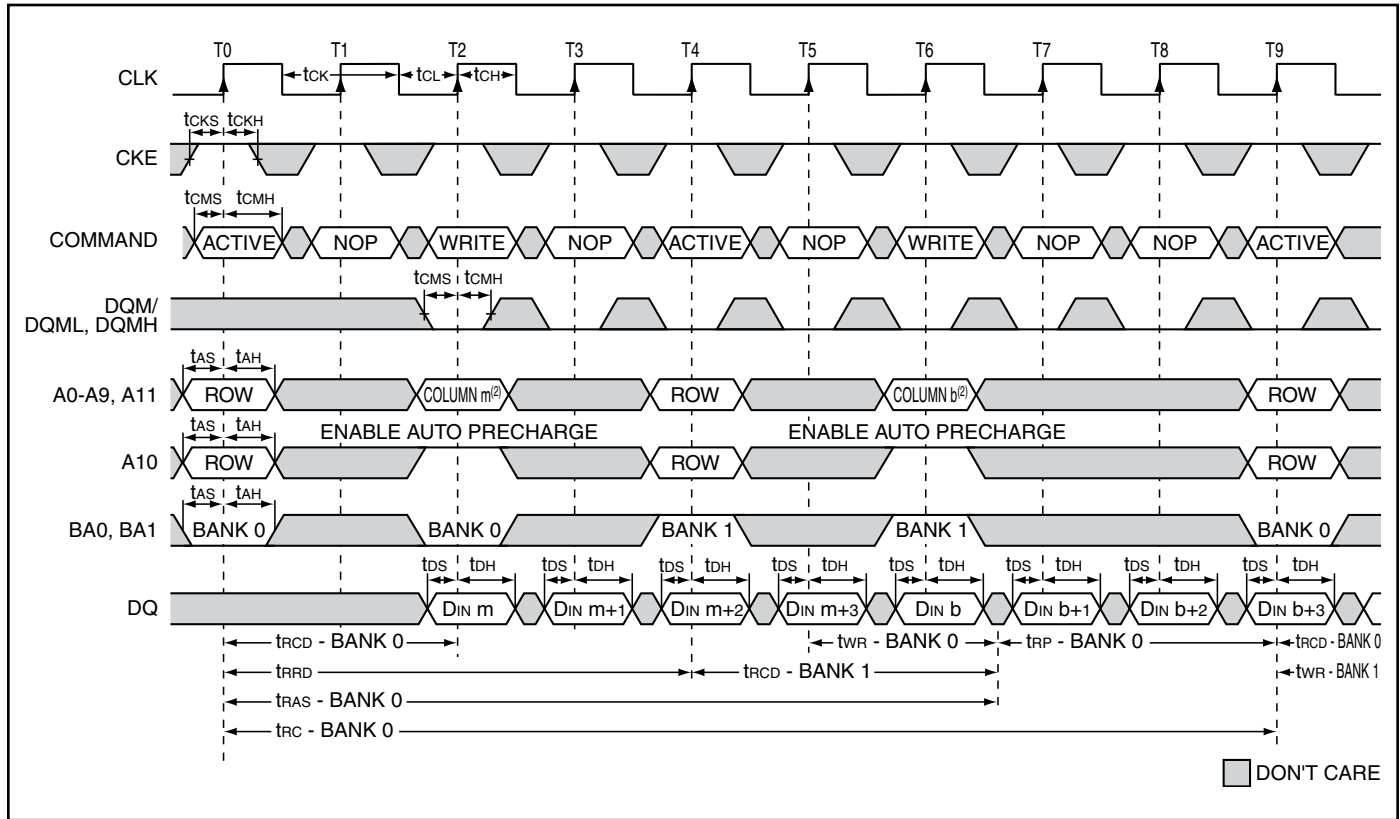 T0 T1 T2 T3 T4 T5 T6 T7 T8 T9
CLK tCK tCL tCH
tCKS tCKH
CKE
tCMS tCMH
COMMAND ACTIVE NOP WRITE NOP ACTIVE NOP WRITE NOP NOP ACTIVE
tCMS tCMH
DQM/
DQML, DQMH
tAS tAH
A0-A9, A11 ROW COLUMN m(2) ROW COLUMN b(2) ROW
tAS tAH ENABLE AUTO PRECHARGE ENABLE AUTO PRECHARGE
A10 ROW ROW ROW
tAS tAH
BA0, BA1 BANK 0 BANK 0 BANK 1 BANK 1 BANK 0
tDS tDH tDS tDH tDS tDH tDS tDH tDS tDH tDS tDH tDS tDH tDS tDH
DQ DIN m DIN m+1 DIN m+2 DIN m+3 DIN b DIN b+1 DIN b+2 DIN b+3
tRCD - BANK 0 tWR - BANK 0 tRP - BANK 0 tRCD - BANK 0
tRRD tRCD - BANK 1 tWR - BANK 1
tRAS - BANK 0
tRC - BANK 0
DON'T CARE